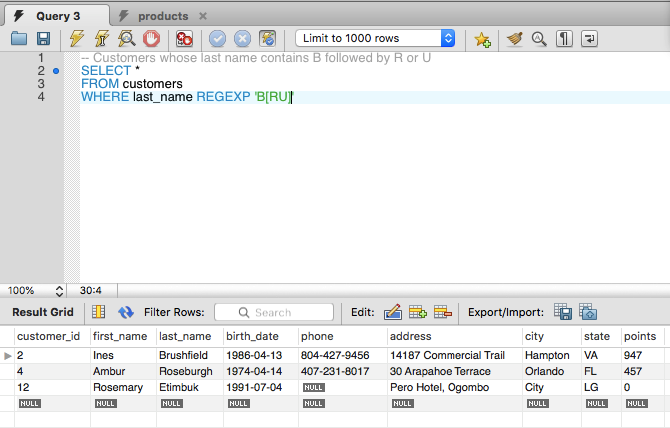 Query 3
products
Limit to 1000 rows
1 -- Customers whose last name contains B followed by R or U
2 SELECT *
3 FROM customers
4 WHERE last_name REGEXP 'B[RU]'
100% 30:4
Result Grid Filter Rows: Search Edit: Export/Import:
customer_id first_name last_name birth_date phone address city state points
2 Ines Brushfield 1986-04-13 804-427-9456 14187 Commercial Trail Hampton VA 947
4 Ambur Roseburgh 1974-04-14 407-231-8017 30 Arapahoe Terrace Orlando FL 457
12 Rosemary Etimbuk 1991-07-04 NULL Pero Hotel, Ogombo City LG 0
NULL NULL NULL NULL NULL NULL NULL NULL NULL